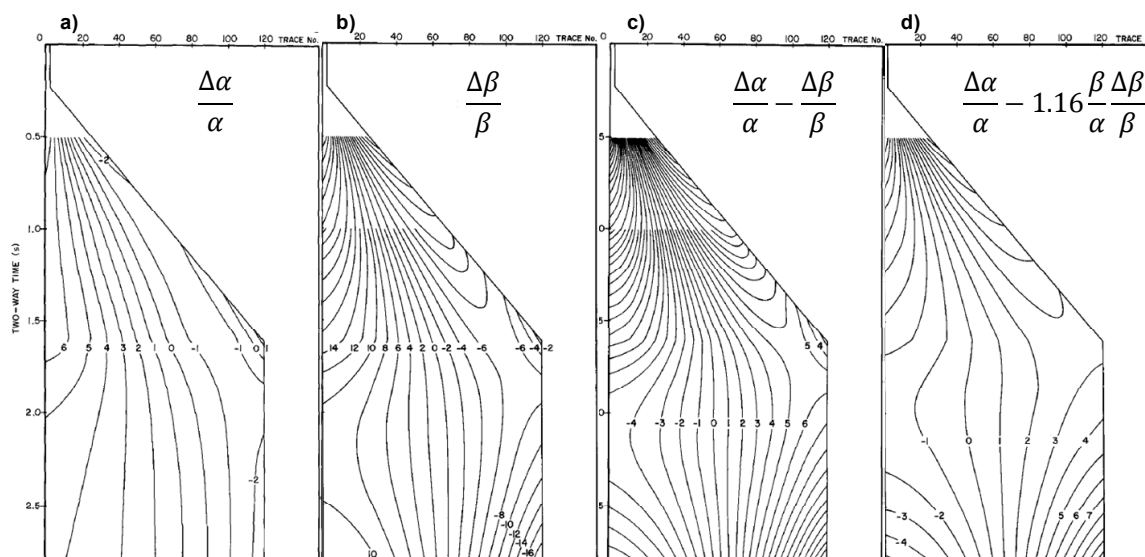 a)
0 20 40 60 80 100 120 TRACE No.
Δα
α
0.5
1.0
1.5
2.0
2.5
TWO-WAY TIME (s)
-2
6 5 4 3 2 1 0 -1 -1 0 1
-2
b)
20 40 60 80 100 120 TRACE No.
Δβ
β
14 12 10 8 6 4 2 0 -2 -4 -6 -6 -4 -2
-8
-10
-12
-14
-16
10
c)
20 40 60 80 100 120 TRACE No.
Δα Δβ
α − β
5
0
5
0
5
5 4
-4 -3 -2 -1 0 1 2 3 4 5 6
d)
20 40 60 80 100 120 TRACE
Δα β Δβ
α − 1.16 α β
-1 0 1 2 3 4
-3 -2
-4
5 6 7